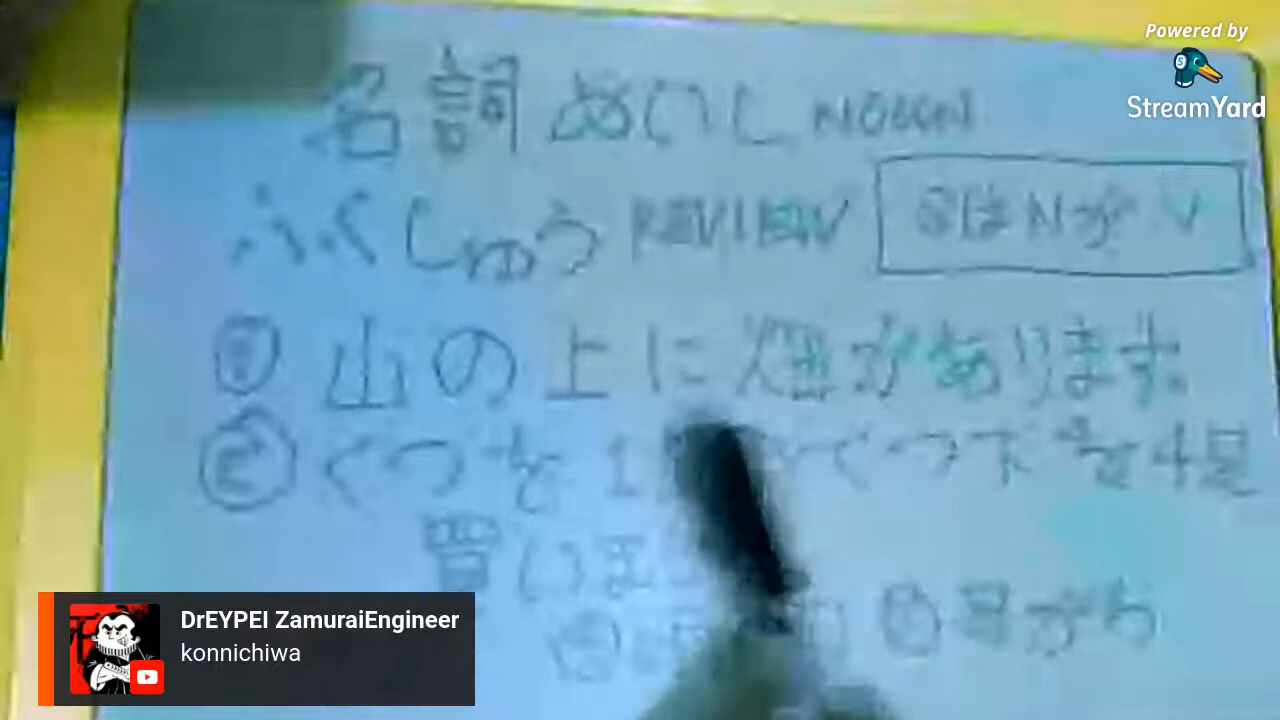 Powered by
StreamYard
名詞 めいし NOUN
ふくしゅう REVIEW
SはNがV
① 山の上に畑があります。
② くつを1 くつ下を4足
買いま
DrEYPEI ZamuraiEngineer
konnichiwa